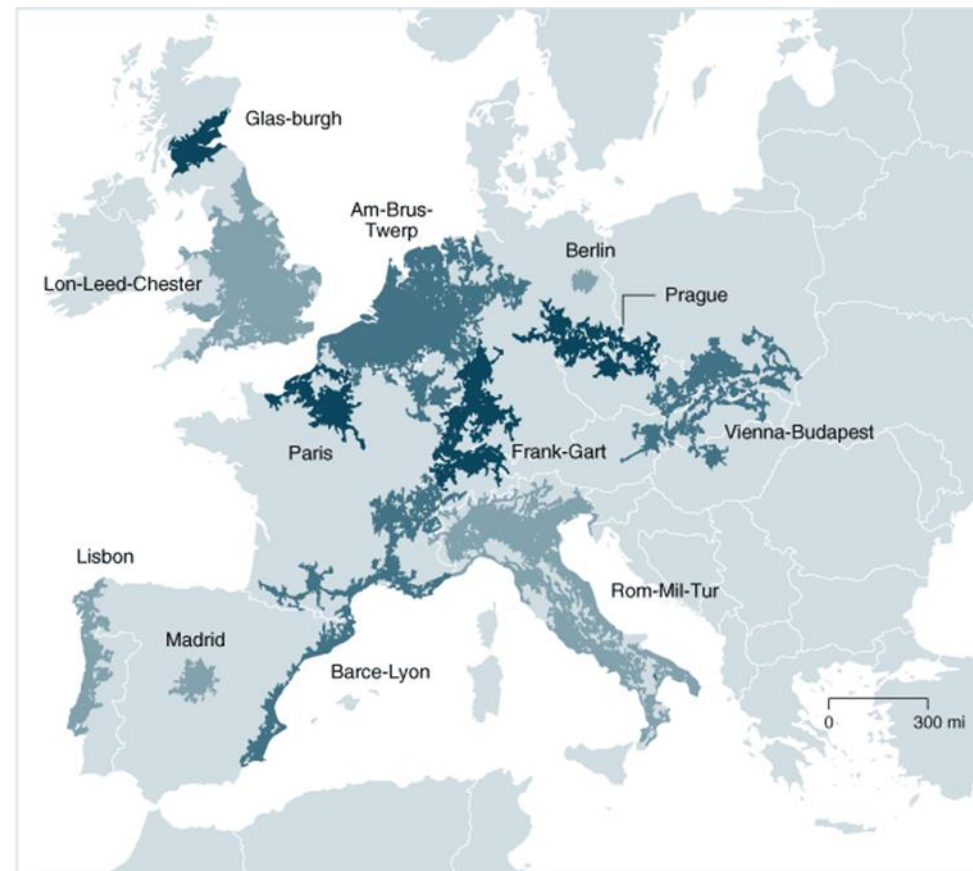 Glas-burgh
Am-Brus-
Twerp
Berlin
Lon-Leed-Chester
Prague
Vienna-Budapest
Paris
Frank-Gart
Lisbon
Rom-Mil-Tur
Madrid
Barce-Lyon
0 300 mi